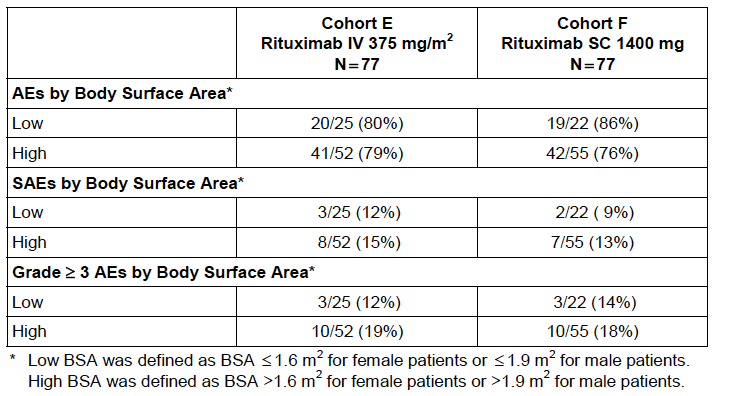 Cohort E Cohort F
Rituximab IV 375 mg/m² Rituximab SC 1400 mg
N=77 N=77
AEs by Body Surface Area*
Low 20/25 (80%) 19/22 (86%)
High 41/52 (79%) 42/55 (76%)
SAEs by Body Surface Area*
Low 3/25 (12%) 2/22 ( 9%)
High 8/52 (15%) 7/55 (13%)
Grade ≥ 3 AEs by Body Surface Area*
Low 3/25 (12%) 3/22 (14%)
High 10/52 (19%) 10/55 (18%)
* Low BSA was defined as BSA ≤1.6 m² for female patients or ≤1.9 m² for male patients.
High BSA was defined as BSA >1.6 m² for female patients or >1.9 m² for male patients.